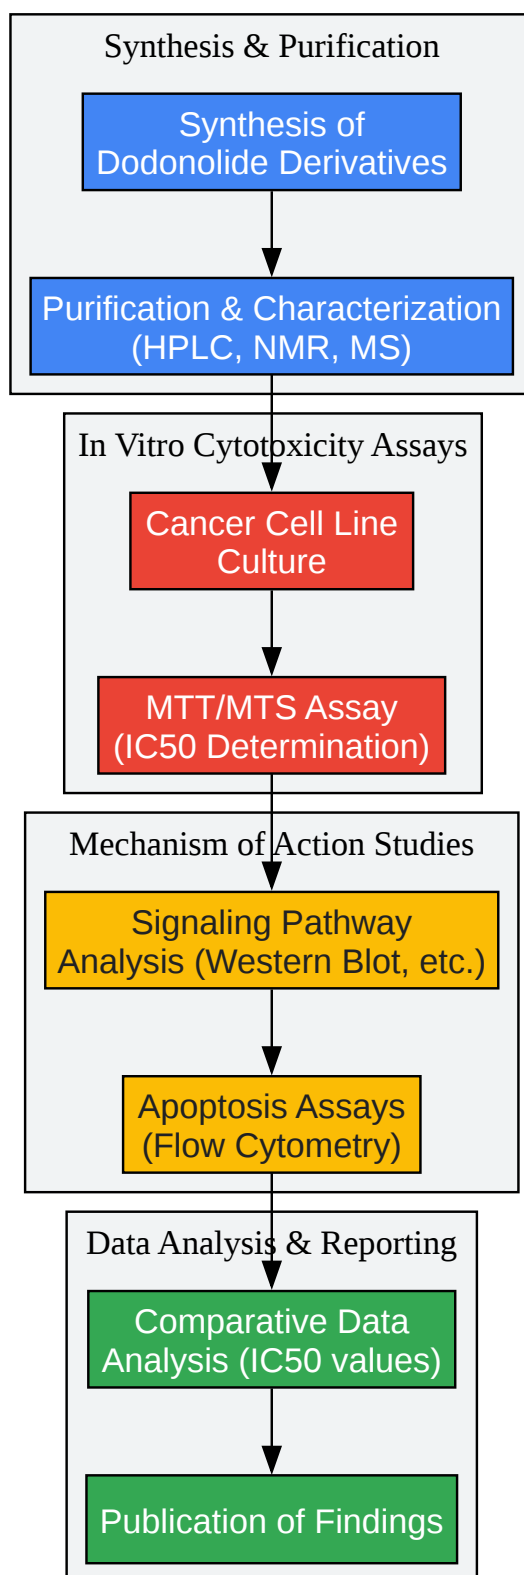 Synthesis & Purification
Synthesis of
Dodonolide Derivatives
Purification & Characterization
(HPLC, NMR, MS)
In Vitro Cytotoxicity Assays
Cancer Cell Line
Culture
MTT/MTS Assay
(IC50 Determination)
Mechanism of Action Studies
Signaling Pathway
Analysis (Western Blot, etc.)
Apoptosis Assays
(Flow Cytometry)
Data Analysis & Reporting
Comparative Data
Analysis (IC50 values)
Publication of Findings